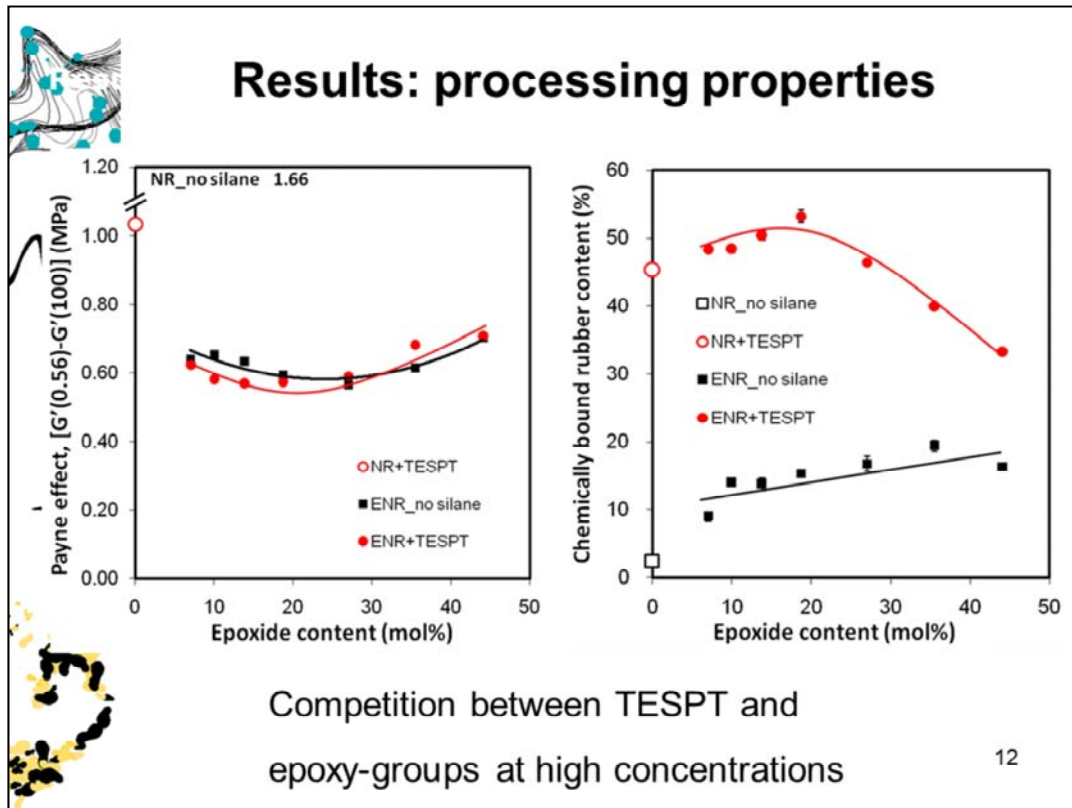 Results: processing properties
NR_no silane 1.66
Payne effect, [G’(0.56)-G’(100)] (MPa)
1.20
1.00
0.80
0.60
0.40
0.20
0.00
NR+TESPT
ENR_no silane
ENR+TESPT
0 10 20 30 40 50
Epoxide content (mol%)
Chemically bound rubber content (%)
60
50
40
30
20
10
0
NR_no silane
NR+TESPT
ENR_no silane
ENR+TESPT
0 10 20 30 40 50
Epoxide content (mol%)
Competition between TESPT and
epoxy-groups at high concentrations
12